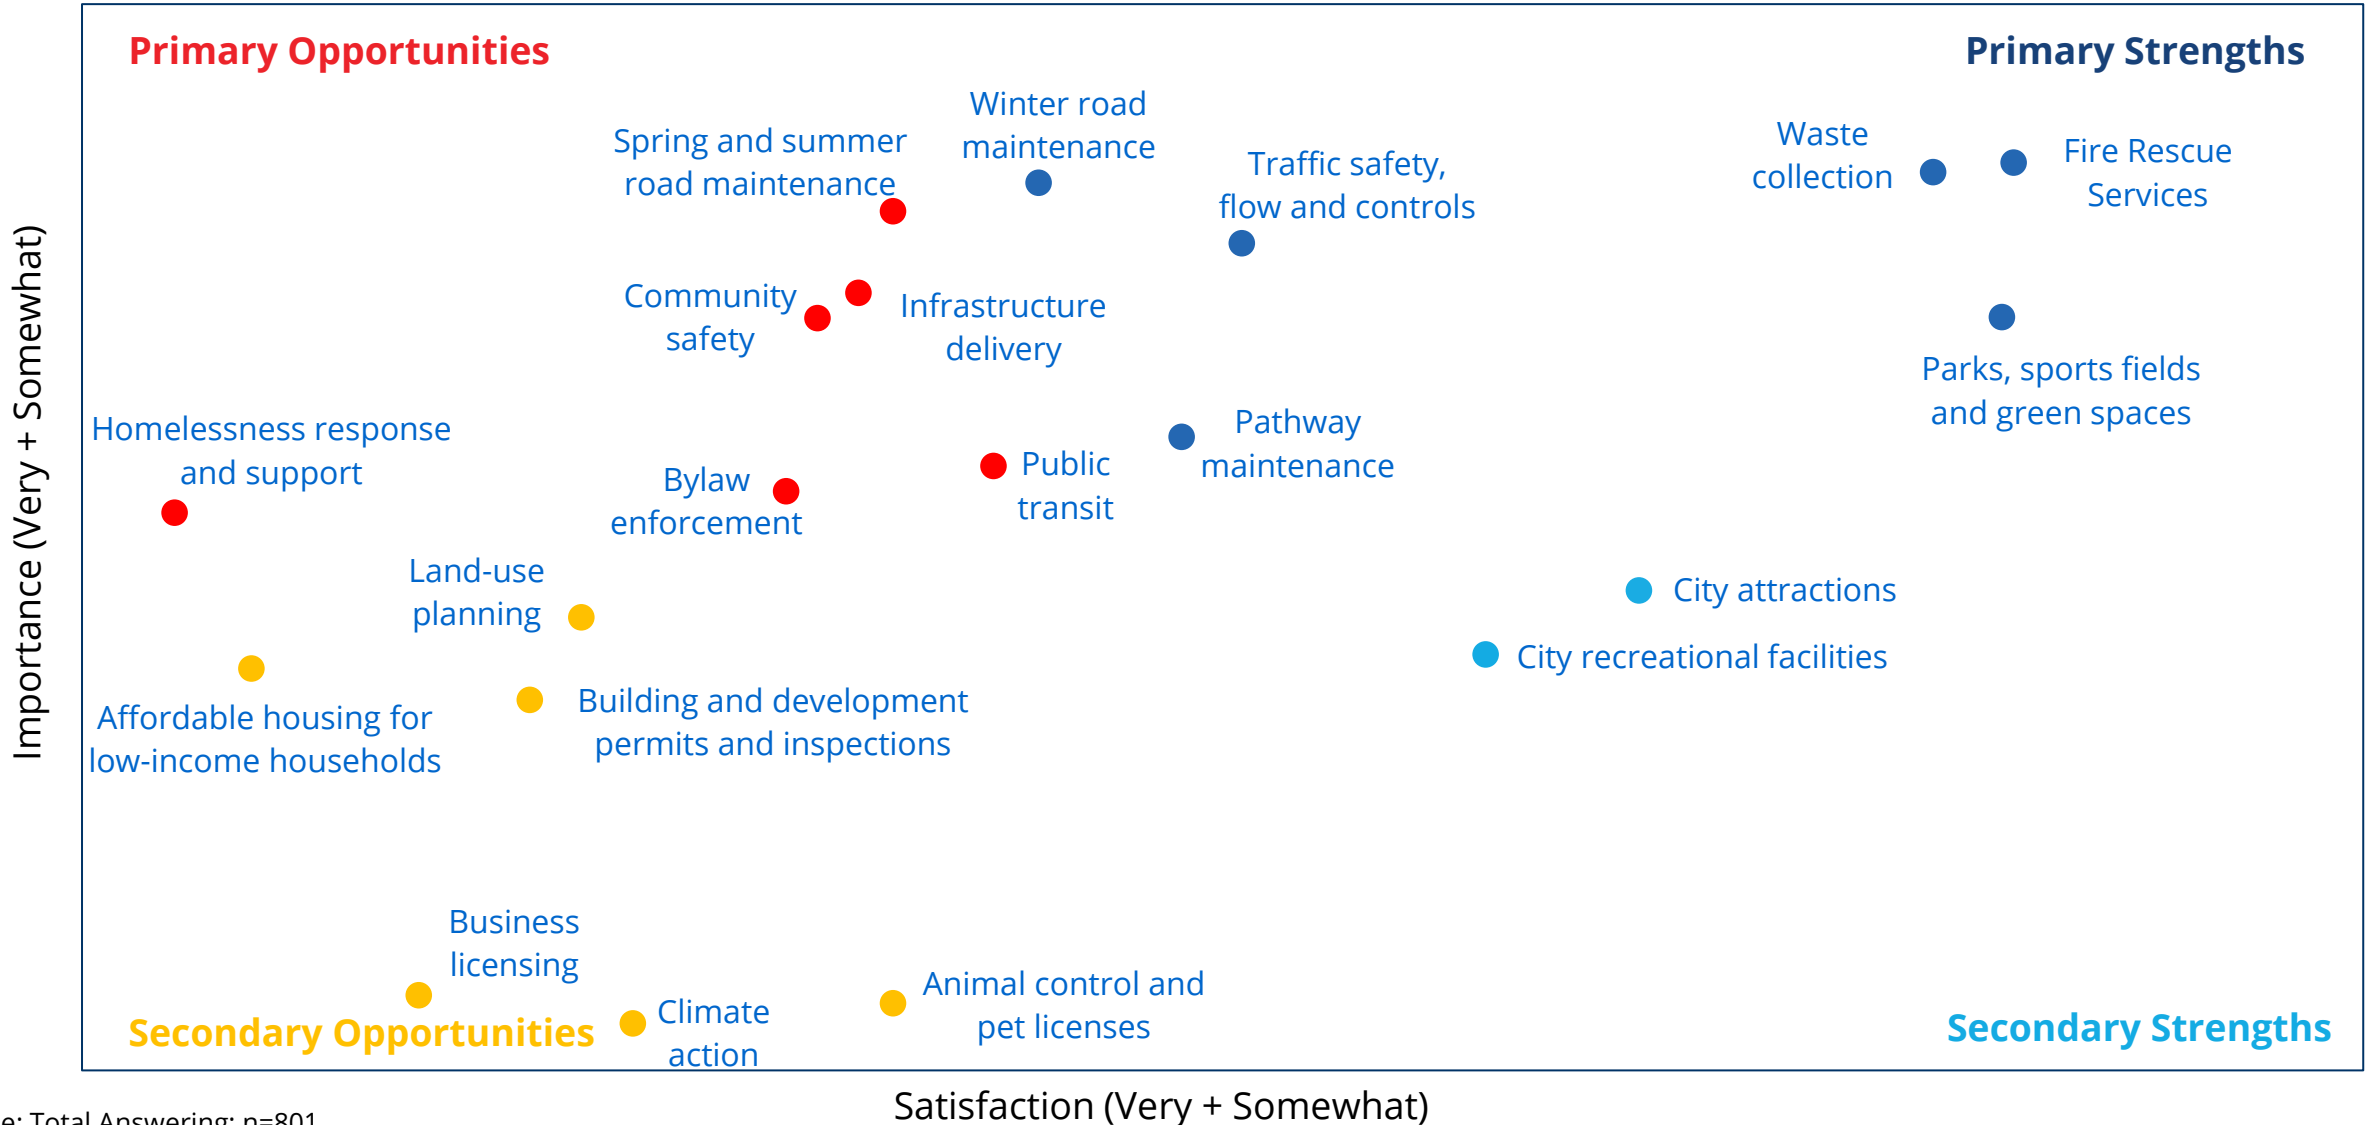 Primary Opportunities
Primary Strengths
Winter road
maintenance
Spring and summer
road maintenance
Traffic safety,
flow and controls
Waste
collection
Fire Rescue
Services
Community
safety
Infrastructure
delivery
Parks, sports fields
and green spaces
Homelessness response
and support
Pathway
maintenance
Bylaw
enforcement
Public
transit
Land-use
planning
City attractions
City recreational facilities
Affordable housing for
low-income households
Building and development
permits and inspections
Business
licensing
Animal control and
pet licenses
Climate
action
Secondary Opportunities
Secondary Strengths
Importance (Very + Somewhat)
Satisfaction (Very + Somewhat)
e: Total Answering: n=801